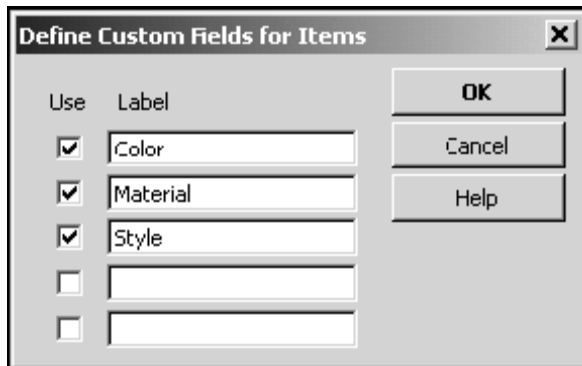 Define Custom Fields for Items
Use Label
OK
Color
Cancel
Material
Help
Style